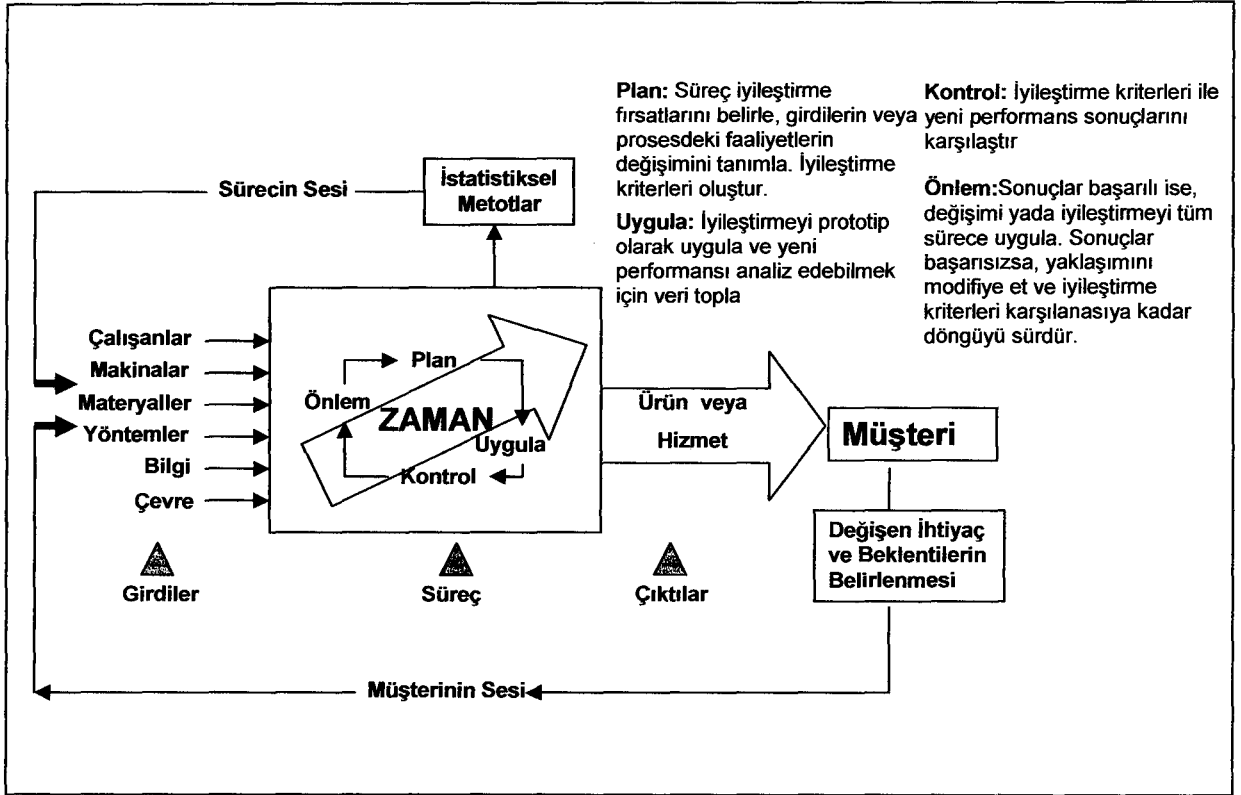 Plan: Süreç iyileştirme
fırsatlarını belirle, girdilerin veya
prosesdeki faaliyetlerin
değişimini tanımla. İyileştirme
kriterleri oluştur.
Uygula: İyileştirmeyi prototip
olarak uygula ve yeni
performansı analiz edebilmek
için veri topla
Kontrol: İyileştirme kriterleri ile
yeni performans sonuçlarını
karşılaştır
Önlem:Sonuçlar başarılı ise,
değişimi yada iyileştirmeyi tüm
sürece uygula. Sonuçlar
başarısızsa, yaklaşımını
modifiye et ve iyileştirme
kriterleri karşılanasıya kadar
döngüyü sürdür.
Sürecin Sesi
İstatistiksel
Metotlar
Çalışanlar
Makinalar
Materyaller
Yöntemler
Bilgi
Çevre
Plan
Önlem
ZAMAN
Uygula
Kontrol
Ürün veya
Hizmet
Müşteri
Değişen İhtiyaç
ve Beklentilerin
Belirlenmesi
Girdiler
Süreç
Çıktılar
Müşterinin Sesi